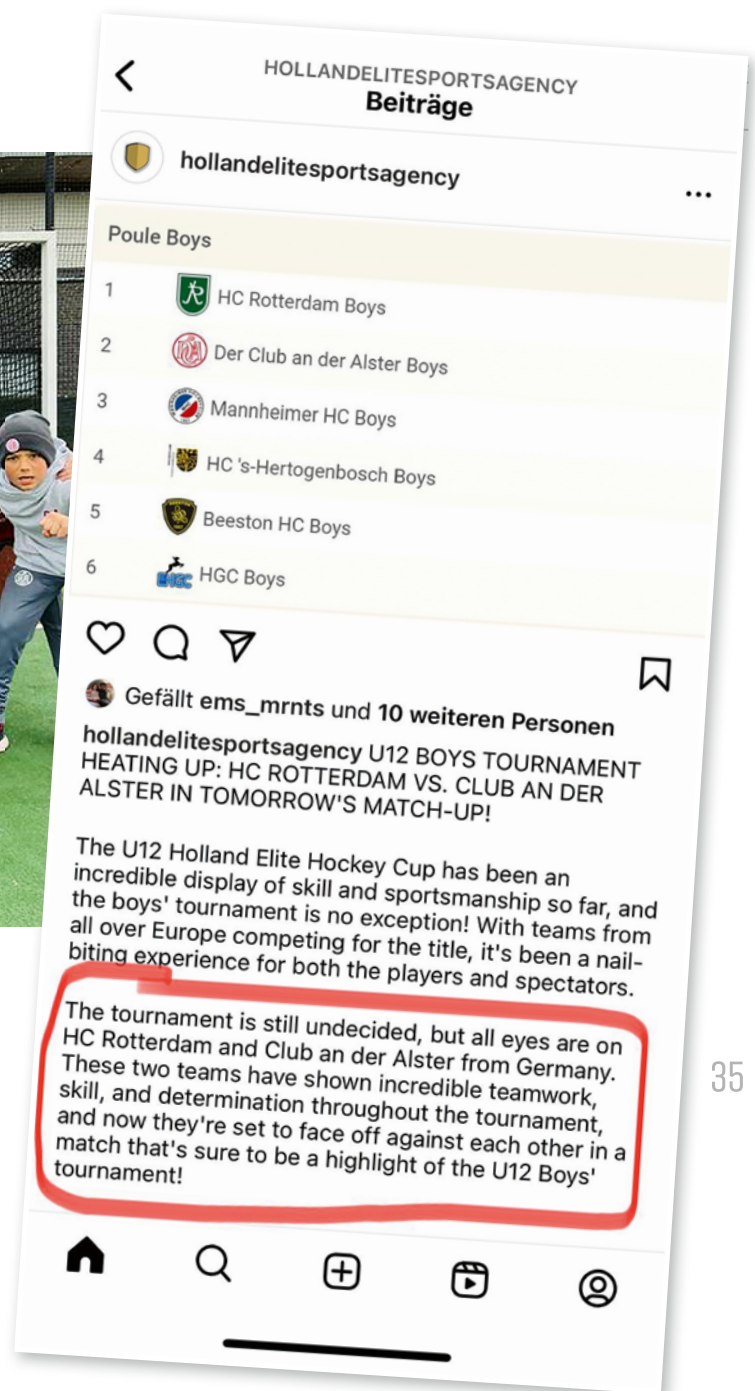 HOLLANDELITESPORTSAGENCY
Beiträge
hollandelitesportsagency
Poule Boys
1 HC Rotterdam Boys
2 Der Club an der Alster Boys
3 Mannheimer HC Boys
4 HC 's-Hertogenbosch Boys
5 Beeston HC Boys
6 HGC Boys
Gefällt ems_mrnts und 10 weiteren Personen
hollandelitesportsagency U12 BOYS TOURNAMENT
HEATING UP: HC ROTTERDAM VS. CLUB AN DER
ALSTER IN TOMORROW'S MATCH-UP!
The U12 Holland Elite Hockey Cup has been an
incredible display of skill and sportsmanship so far, and
the boys' tournament is no exception! With teams from
all over Europe competing for the title, it's been a nail-
biting experience for both the players and spectators.
The tournament is still undecided, but all eyes are on
HC Rotterdam and Club an der Alster from Germany.
These two teams have shown incredible teamwork,
skill, and determination throughout the tournament,
and now they're set to face off against each other in a
match that's sure to be a highlight of the U12 Boys'
tournament!
35